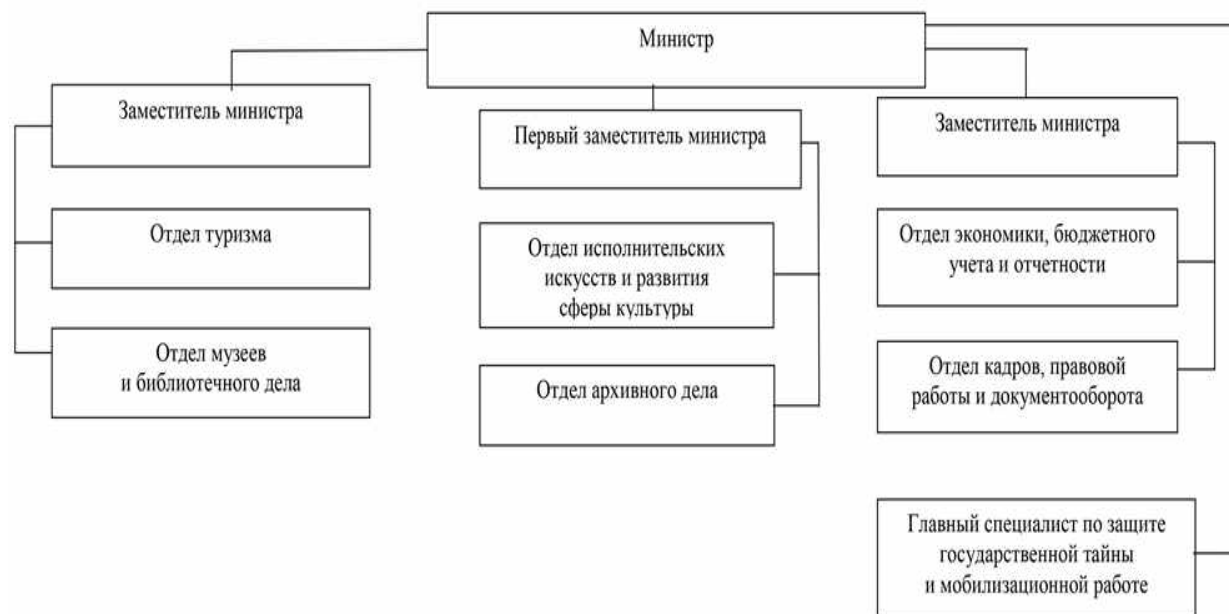 Министр
Заместитель министра
Первый заместитель министра
Заместитель министра
Отдел туризма
Отдел исполнительских
искусств и развития
сферы культуры
Отдел экономики, бюджетного
учета и отчетности
Отдел музеев
и библиотечного дела
Отдел архивного дела
Отдел кадров, правовой
работы и документооборота
Главный специалист по защите
государственной тайны
и мобилизационной работе